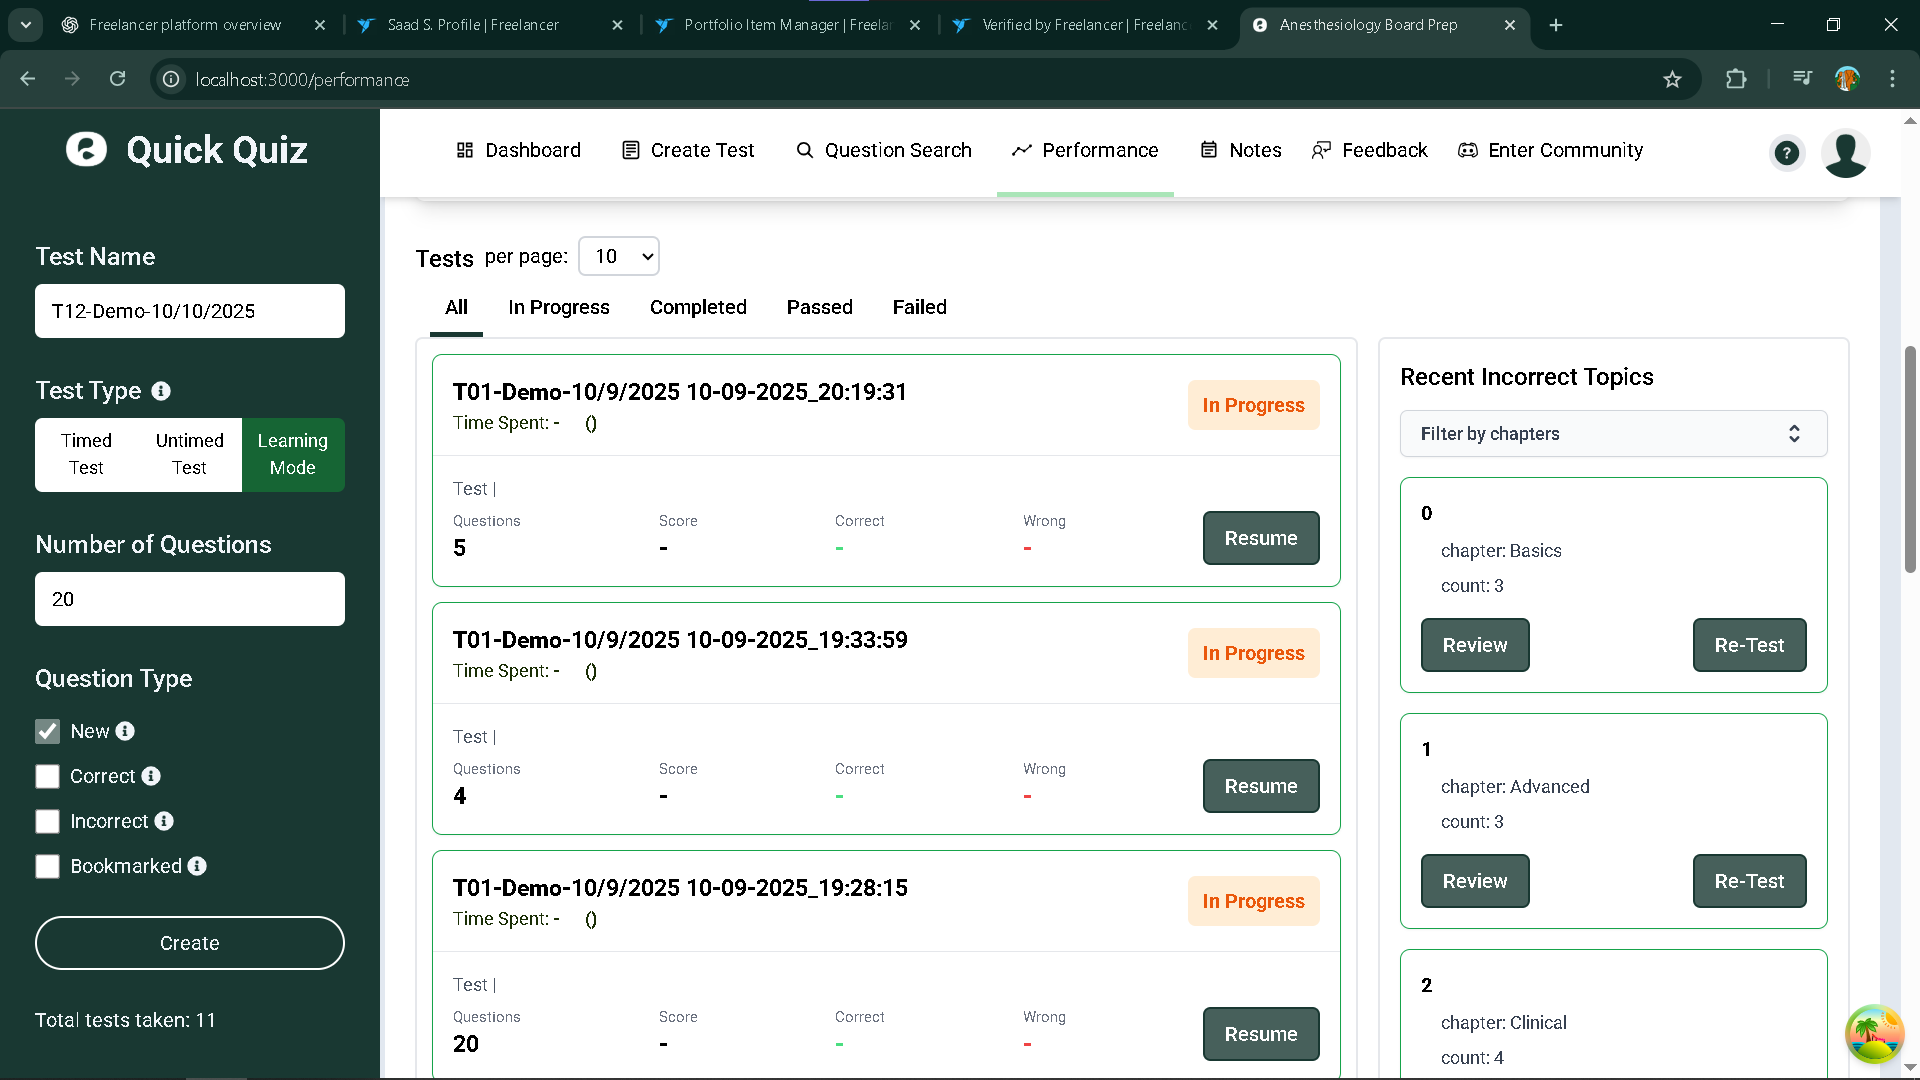 Freelancer platform overview
Saad S. Profile | Freelancer
Portfolio Item Manager | Freelan
Verified by Freelancer | Freelanc
Anesthesiology Board Prep
localhost:3000/performance
Quick Quiz
Dashboard
Create Test
Question Search
Performance
Notes
Feedback
Enter Community
?
Test Name
T12-Demo-10/10/2025
Test Type
Timed Test
Untimed Test
Learning Mode
Number of Questions
20
Question Type
New
Correct
Incorrect
Bookmarked
Create
Total tests taken: 11
Tests per page: 10
All
In Progress
Completed
Passed
Failed
T01-Demo-10/9/2025 10-09-2025_20:19:31
In Progress
Time Spent: - ()
Test |
Questions Score Correct Wrong
5 - - -
Resume
T01-Demo-10/9/2025 10-09-2025_19:33:59
In Progress
Time Spent: - ()
Test |
Questions Score Correct Wrong
4 - - -
Resume
T01-Demo-10/9/2025 10-09-2025_19:28:15
In Progress
Time Spent: - ()
Test |
Questions Score Correct Wrong
20 - - -
Resume
Recent Incorrect Topics
Filter by chapters
0
chapter: Basics
count: 3
Review
Re-Test
1
chapter: Advanced
count: 3
Review
Re-Test
2
chapter: Clinical
count: 4